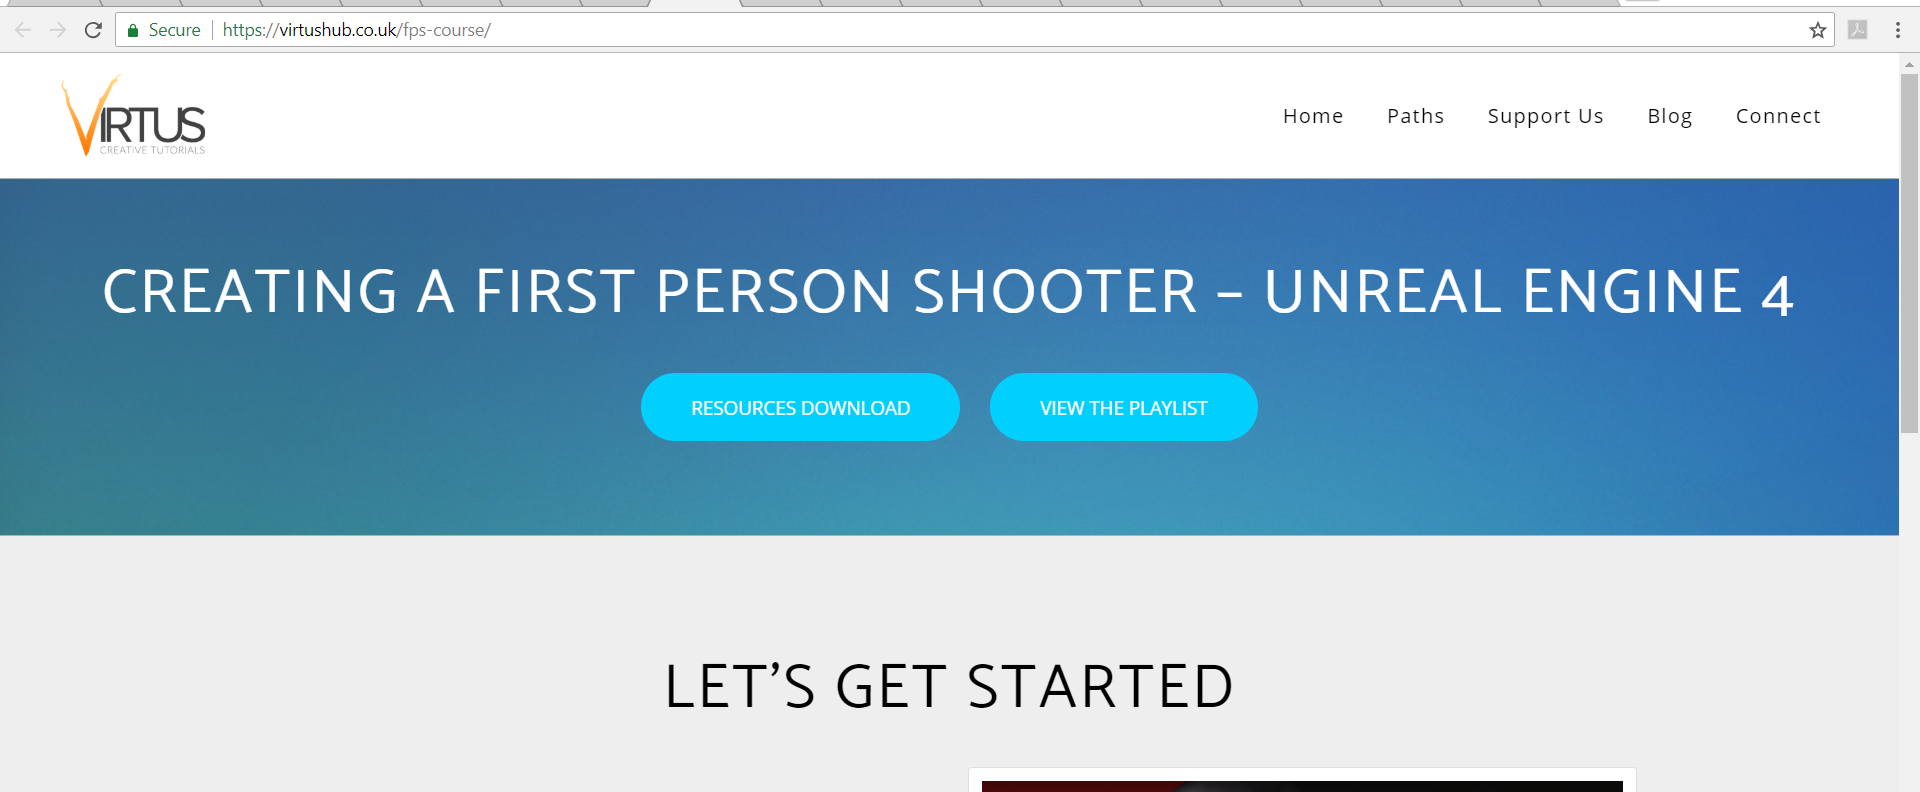 Secure https://virtushub.co.uk/fps-course/
VIRTUS
CREATIVE TUTORIALS
Home Paths Support Us Blog Connect
CREATING A FIRST PERSON SHOOTER – UNREAL ENGINE 4
RESOURCES DOWNLOAD VIEW THE PLAYLIST
LET’S GET STARTED